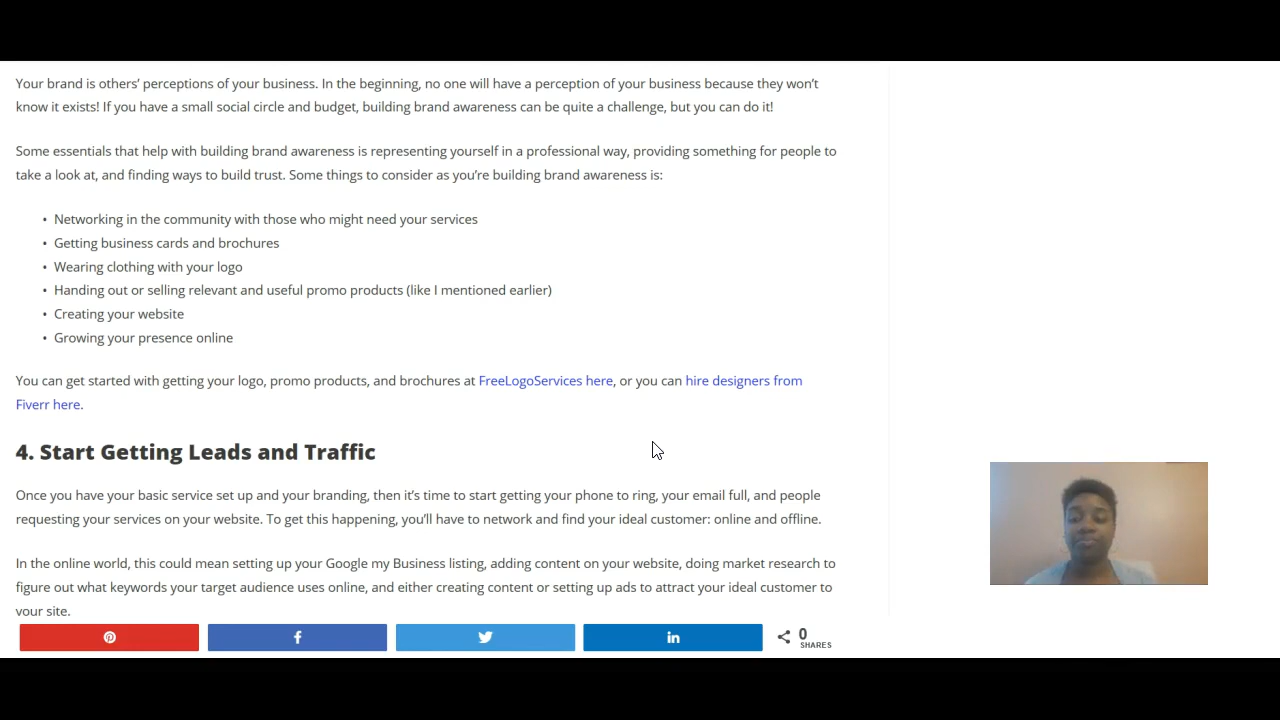 Your brand is others’ perceptions of your business. In the beginning, no one will have a perception of your business because they won’t
know it exists! If you have a small social circle and budget, building brand awareness can be quite a challenge, but you can do it!
Some essentials that help with building brand awareness is representing yourself in a professional way, providing something for people to
take a look at, and finding ways to build trust. Some things to consider as you’re building brand awareness is:
• Networking in the community with those who might need your services
• Getting business cards and brochures
• Wearing clothing with your logo
• Handing out or selling relevant and useful promo products (like I mentioned earlier)
• Creating your website
• Growing your presence online
You can get started with getting your logo, promo products, and brochures at FreeLogoServices here, or you can hire designers from
Fiverr here.
4. Start Getting Leads and Traffic
Once you have your basic service set up and your branding, then it’s time to start getting your phone to ring, your email full, and people
requesting your services on your website. To get this happening, you’ll have to network and find your ideal customer: online and offline.
In the online world, this could mean setting up your Google my Business listing, adding content on your website, doing market research to
figure out what keywords your target audience uses online, and either creating content or setting up ads to attract your ideal customer to
your site.
0
SHARES